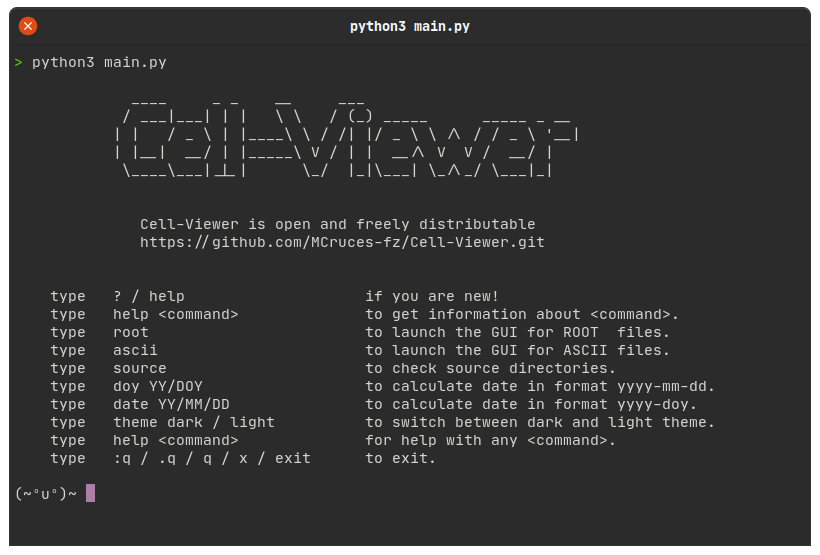 python3 main.py
> python3 main.py
Cell-Viewer
Cell-Viewer is open and freely distributable
https://github.com/MCruces-fz/Cell-Viewer.git
type ? / help if you are new!
type help <command> to get information about <command>.
type root to launch the GUI for ROOT  files.
type ascii to launch the GUI for ASCII files.
type source to check source directories.
type doy YY/DOY to calculate date in format yyyy-mm-dd.
type date YY/MM/DD to calculate date in format yyyy-doy.
type theme dark / light to switch between dark and light theme.
type help <command> for help with any <command>.
type :q / .q / q / x / exit to exit.
(~°u°)~